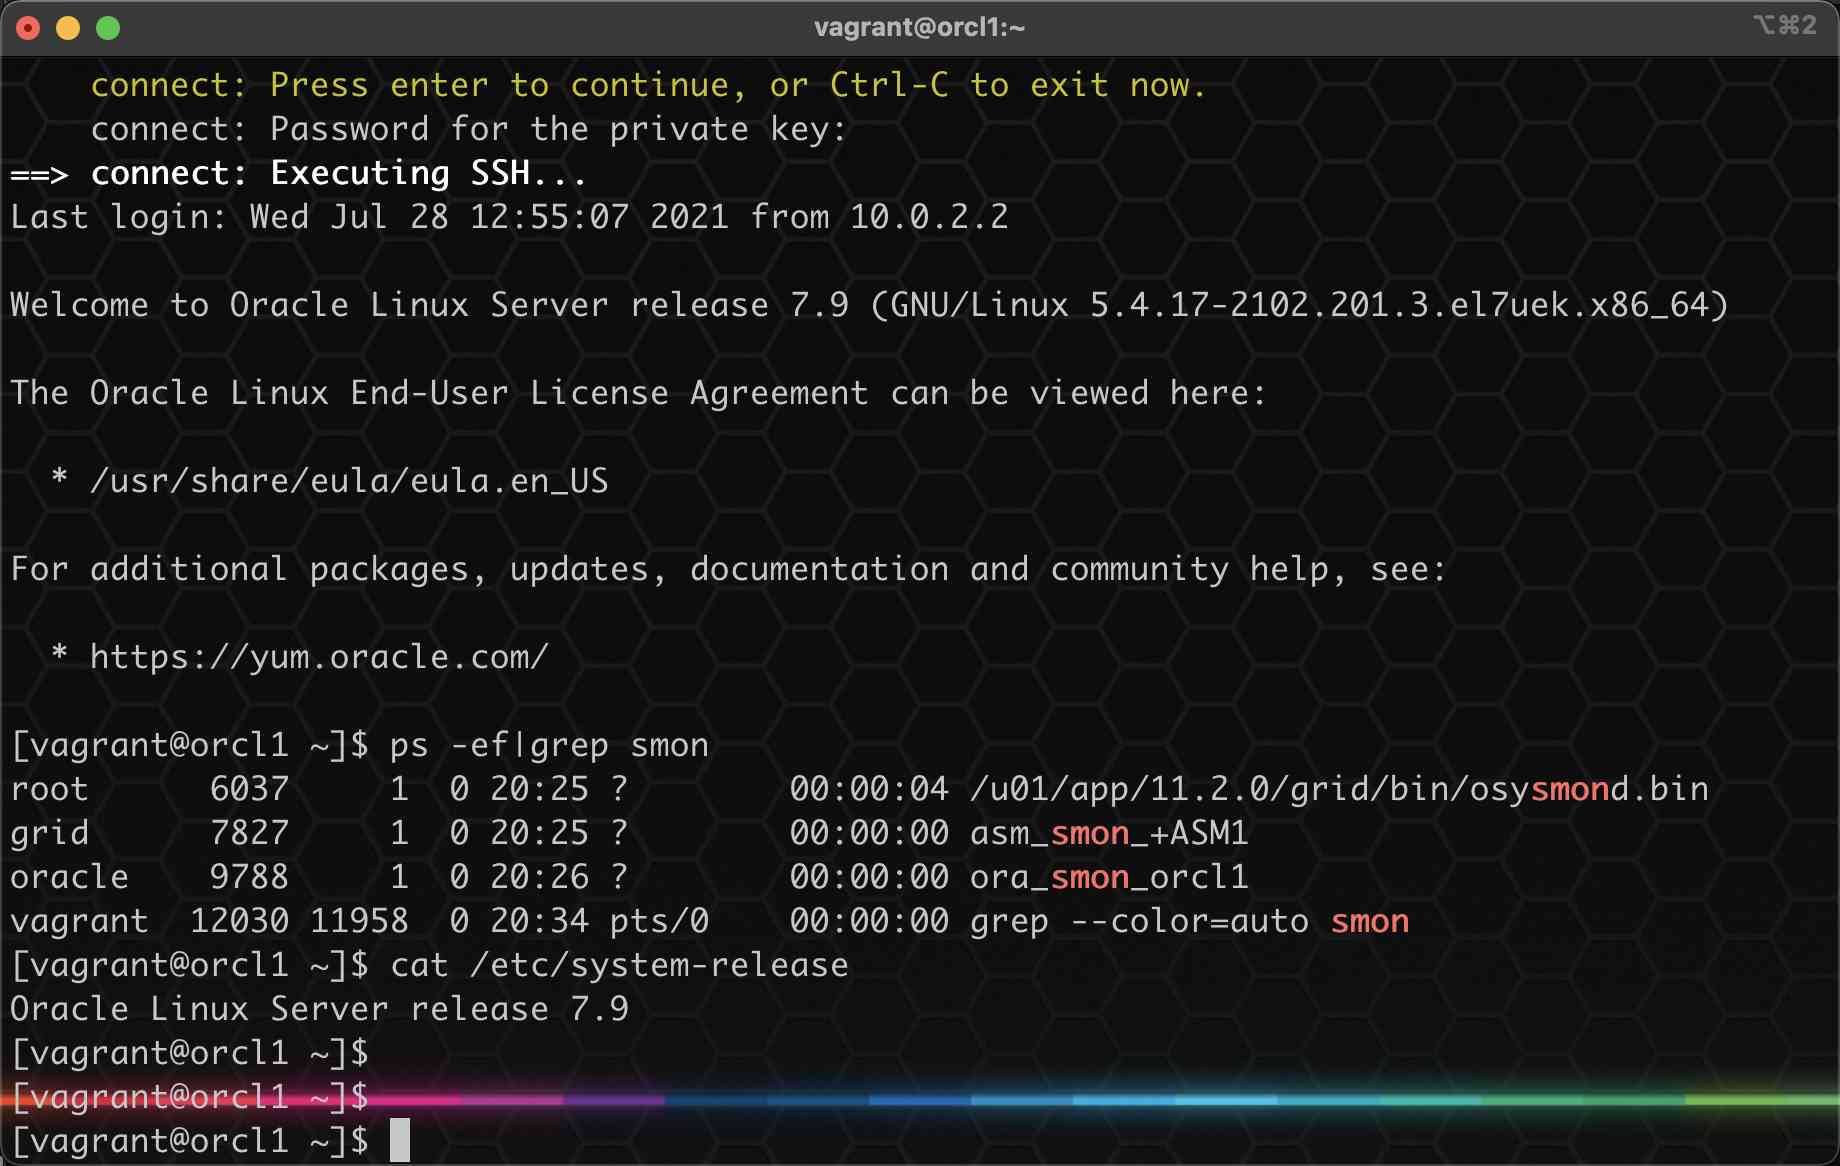 vagrant@orcl1:~ ⌥⌘2
connect: Press enter to continue, or Ctrl-C to exit now.
connect: Password for the private key:
==> connect: Executing SSH...
Last login: Wed Jul 28 12:55:07 2021 from 10.0.2.2
Welcome to Oracle Linux Server release 7.9 (GNU/Linux 5.4.17-2102.201.3.el7uek.x86_64)
The Oracle Linux End-User License Agreement can be viewed here:
* /usr/share/eula/eula.en_US
For additional packages, updates, documentation and community help, see:
* https://yum.oracle.com/
[vagrant@orcl1 ~]$ ps -ef|grep smon
root      6037     1  0 20:25 ?        00:00:04 /u01/app/11.2.0/grid/bin/osysmond.bin
grid      7827     1  0 20:25 ?        00:00:00 asm_smon_+ASM1
oracle    9788     1  0 20:26 ?        00:00:00 ora_smon_orcl1
vagrant  12030 11958  0 20:34 pts/0    00:00:00 grep --color=auto smon
[vagrant@orcl1 ~]$ cat /etc/system-release
Oracle Linux Server release 7.9
[vagrant@orcl1 ~]$
[vagrant@orcl1 ~]$
[vagrant@orcl1 ~]$